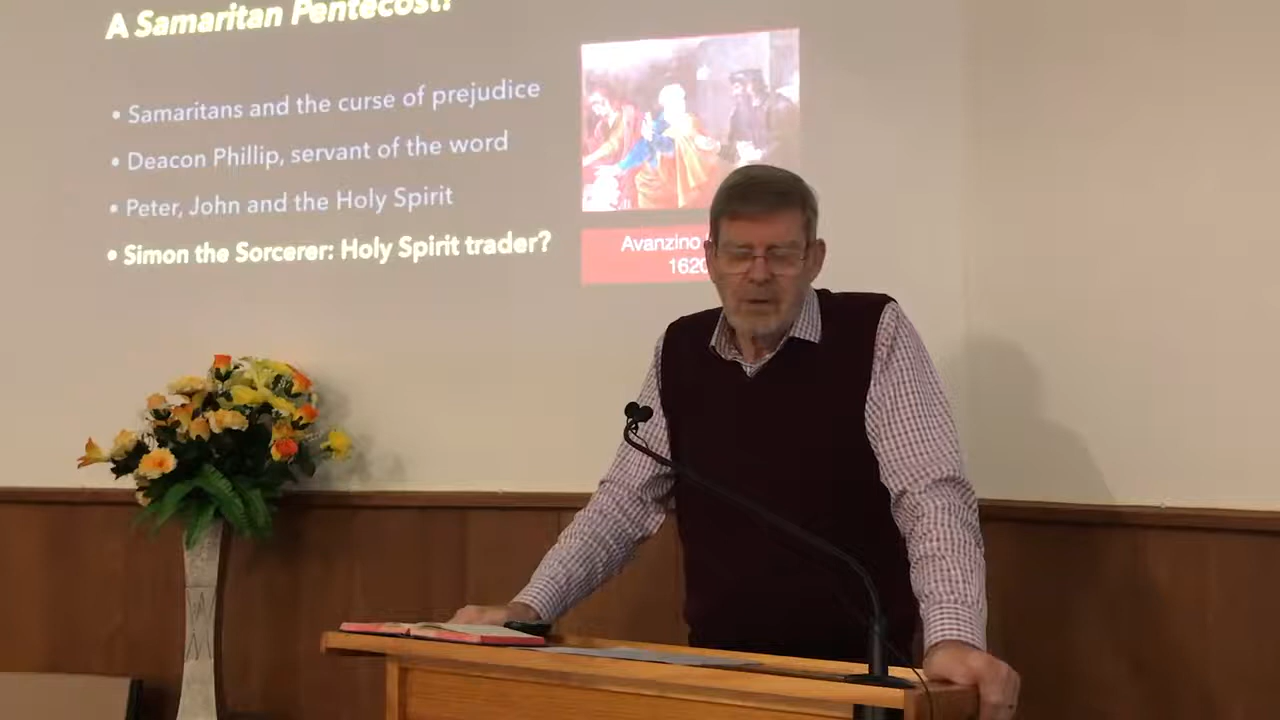 A Samaritan Pentecost?
• Samaritans and the curse of prejudice
• Deacon Phillip, servant of the word
• Peter, John and the Holy Spirit
• Simon the Sorcerer: Holy Spirit trader?
Avanzino
1620